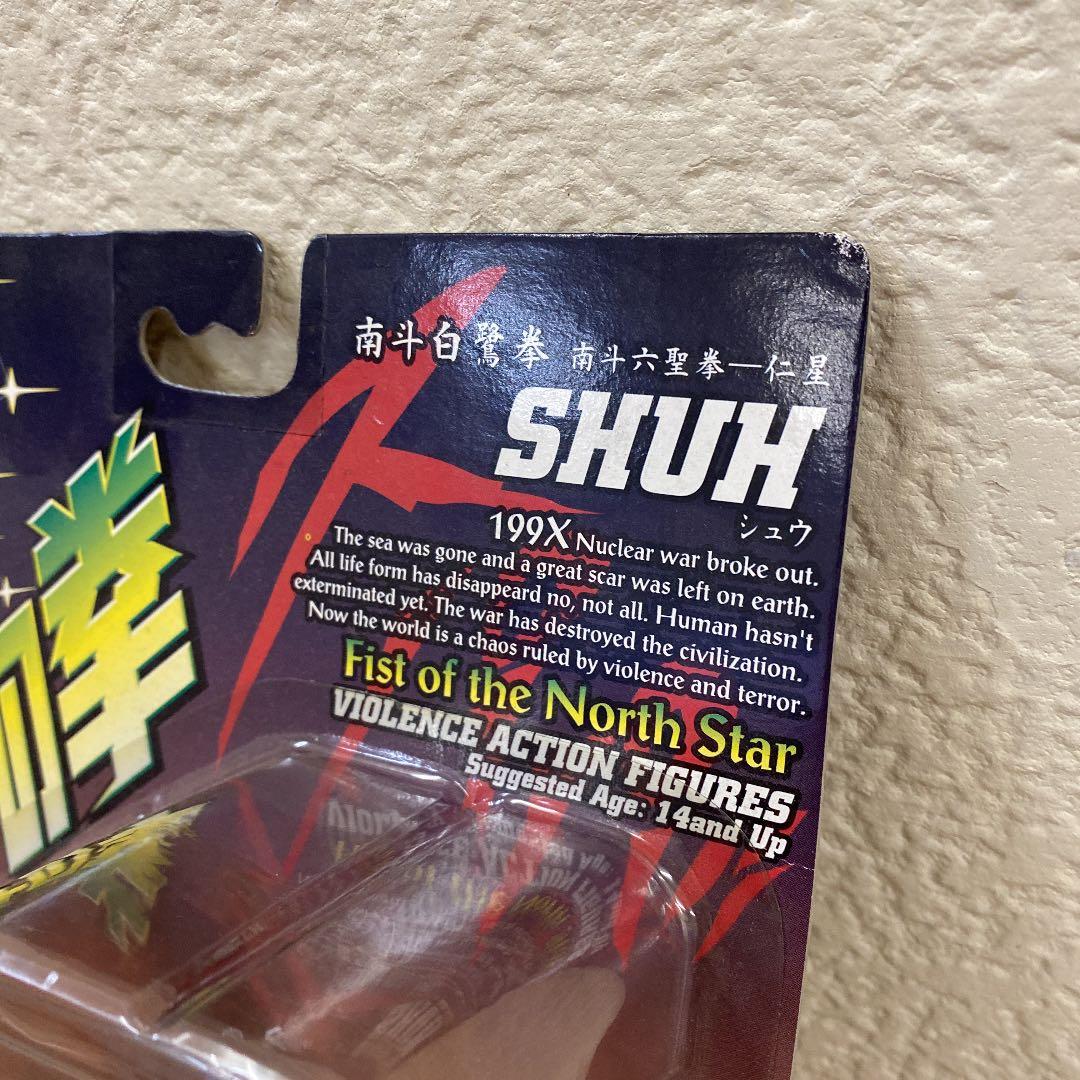 南斗白鷺拳 南斗六聖拳—仁星
SHUH
シュウ
199X Nuclear war broke out.
The sea was gone and a great scar was left on earth.
All life form has disappeard no, not all. Human hasn't
exterminated yet. The war has destroyed the civilization.
Now the world is a chaos ruled by violence and terror.
Fist of the North Star
VIOLENCE ACTION FIGURES
Suggested Age: 14and Up
拳